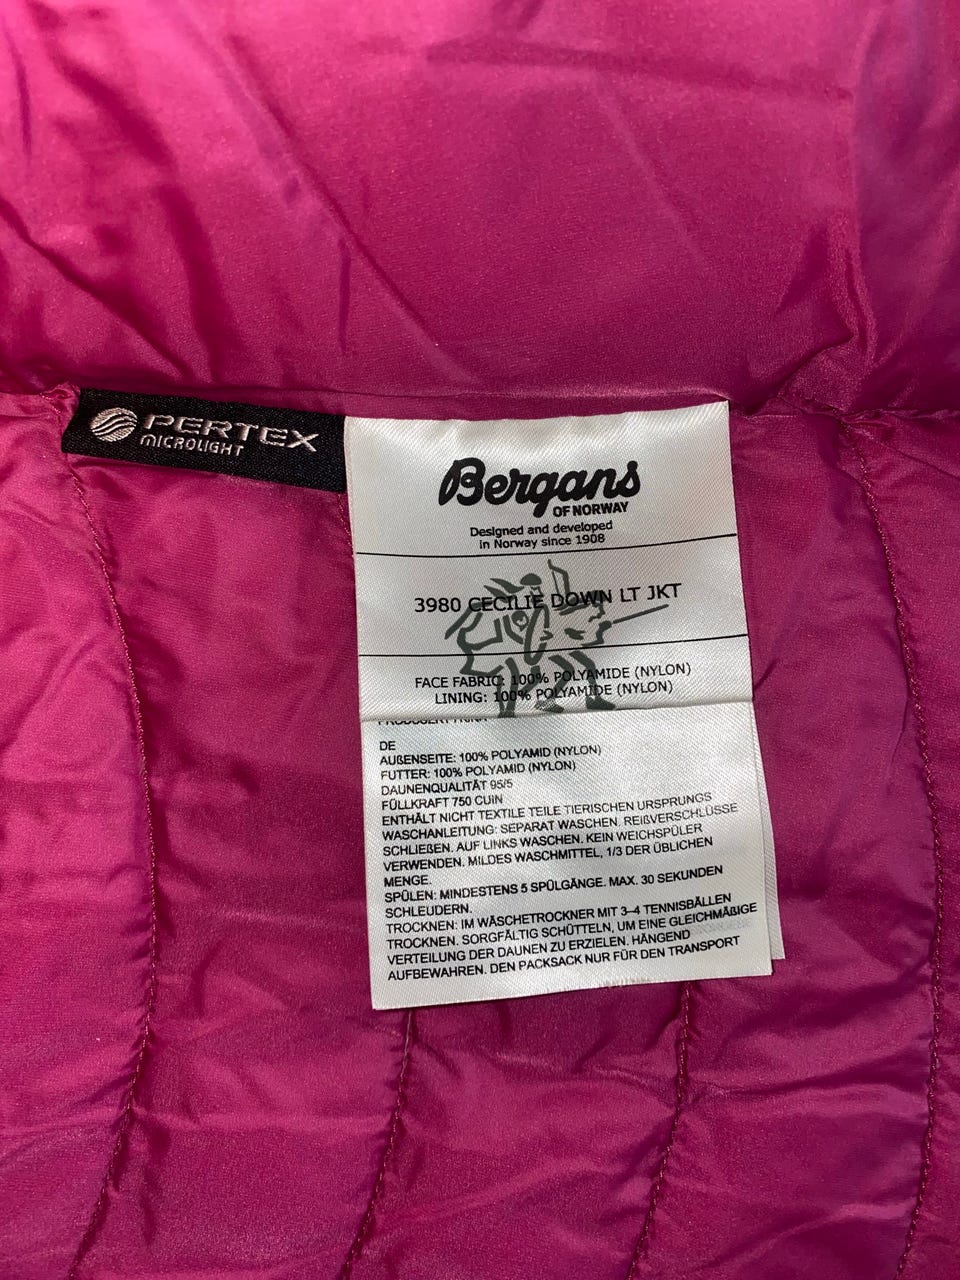 PERTEX
MICROLIGHT
Bergans
OF NORWAY
Designed and developed
in Norway since 1908
3980 CECILIE DOWN LT JKT
FACE FABRIC: 100% POLYAMIDE (NYLON)
LINING: 100% POLYAMIDE (NYLON)
DE
AUßENSEITE: 100% POLYAMID (NYLON)
FUTTER: 100% POLYAMID (NYLON)
DAUNENQUALITÄT 95/5
FÜLLKRAFT 750 CUIN
ENTHÄLT NICHT TEXTILE TEILE TIERISCHEN URSPRUNGS
WASCHANLEITUNG: SEPARAT WASCHEN. REIßVERSCHLÜSSE
SCHLIEßEN. AUF LINKS WASCHEN. KEIN WEICHSPÜLER
VERWENDEN. MILDES WASCHMITTEL, 1/3 DER ÜBLICHEN
MENGE.
SPÜLEN: MINDESTENS 5 SPÜLGÄNGE. MAX. 30 SEKUNDEN
SCHLEUDERN.
TROCKNEN: IM WÄSCHETROCKNER MIT 3–4 TENNISBÄLLEN
TROCKNEN. SORGFÄLTIG SCHÜTTELN, UM EINE GLEICHMÄßIGE
VERTEILUNG DER DAUNEN ZU ERZIELEN. HÄNGEND
AUFBEWAHREN. DEN PACKSACK NUR FÜR DEN TRANSPORT